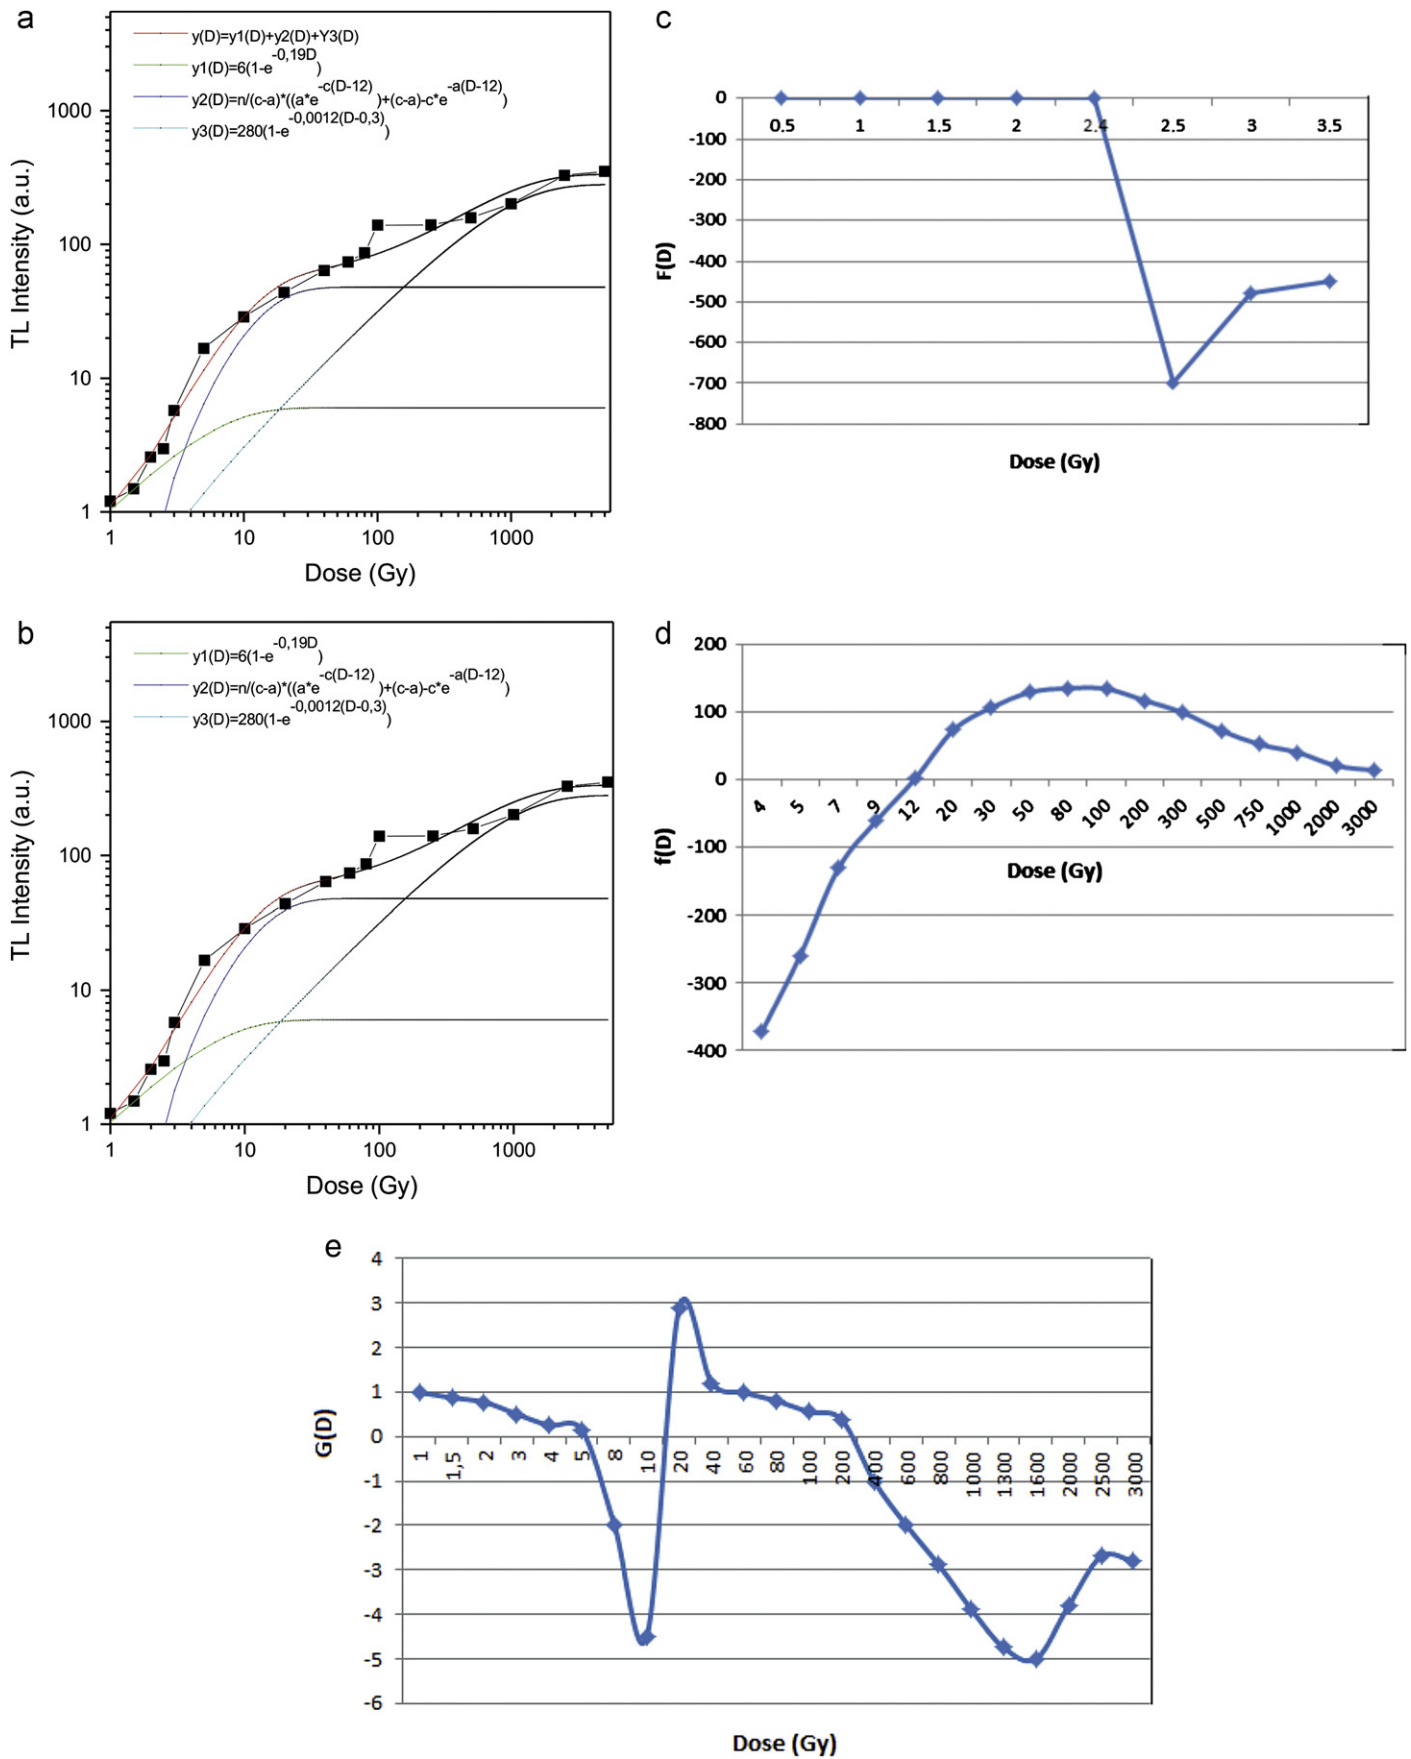 a
y(D)=y1(D)+y2(D)+Y3(D)
y1(D)=6(1-e^-0,19D)
y2(D)=n/(c-a)*((a*e^-c(D-12))+(c-a)-c*e^-a(D-12))
y3(D)=280(1-e^-0,0012(D-0,3))
1000
100
10
1
TL Intensity (a.u.)
1 10 100 1000
Dose (Gy)
c
0
-100
-200
-300
-400
-500
-600
-700
-800
F(D)
0.5 1 1.5 2 2.4 2.5 3 3.5
Dose (Gy)
b
y1(D)=6(1-e^-0,19D)
y2(D)=n/(c-a)*((a*e^-c(D-12))+(c-a)-c*e^-a(D-12))
y3(D)=280(1-e^-0,0012(D-0,3))
1000
100
10
1
TL Intensity (a.u.)
1 10 100 1000
Dose (Gy)
d
200
100
0
-100
-200
-300
-400
f(D)
4 5 7 9 12 20 30 50 80 100 200 300 500 750 1000 2000 3000
Dose (Gy)
e
4
3
2
1
0
-1
-2
-3
-4
-5
-6
G(D)
1 1,5 2 3 4 5 8 10 20 40 60 80 100 200 400 600 800 1000 1300 1600 2000 2500 3000
Dose (Gy)